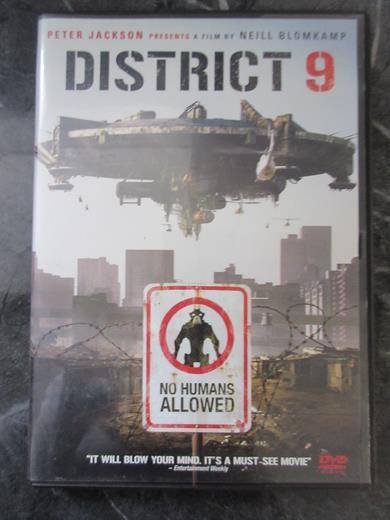 PETER JACKSON PRESENTS A FILM BY NEILL BLOMKAMP
DISTRICT 9
NO HUMANS
ALLOWED
"IT WILL BLOW YOUR MIND. IT'S A MUST-SEE MOVIE"
– Entertainment Weekly
DVD